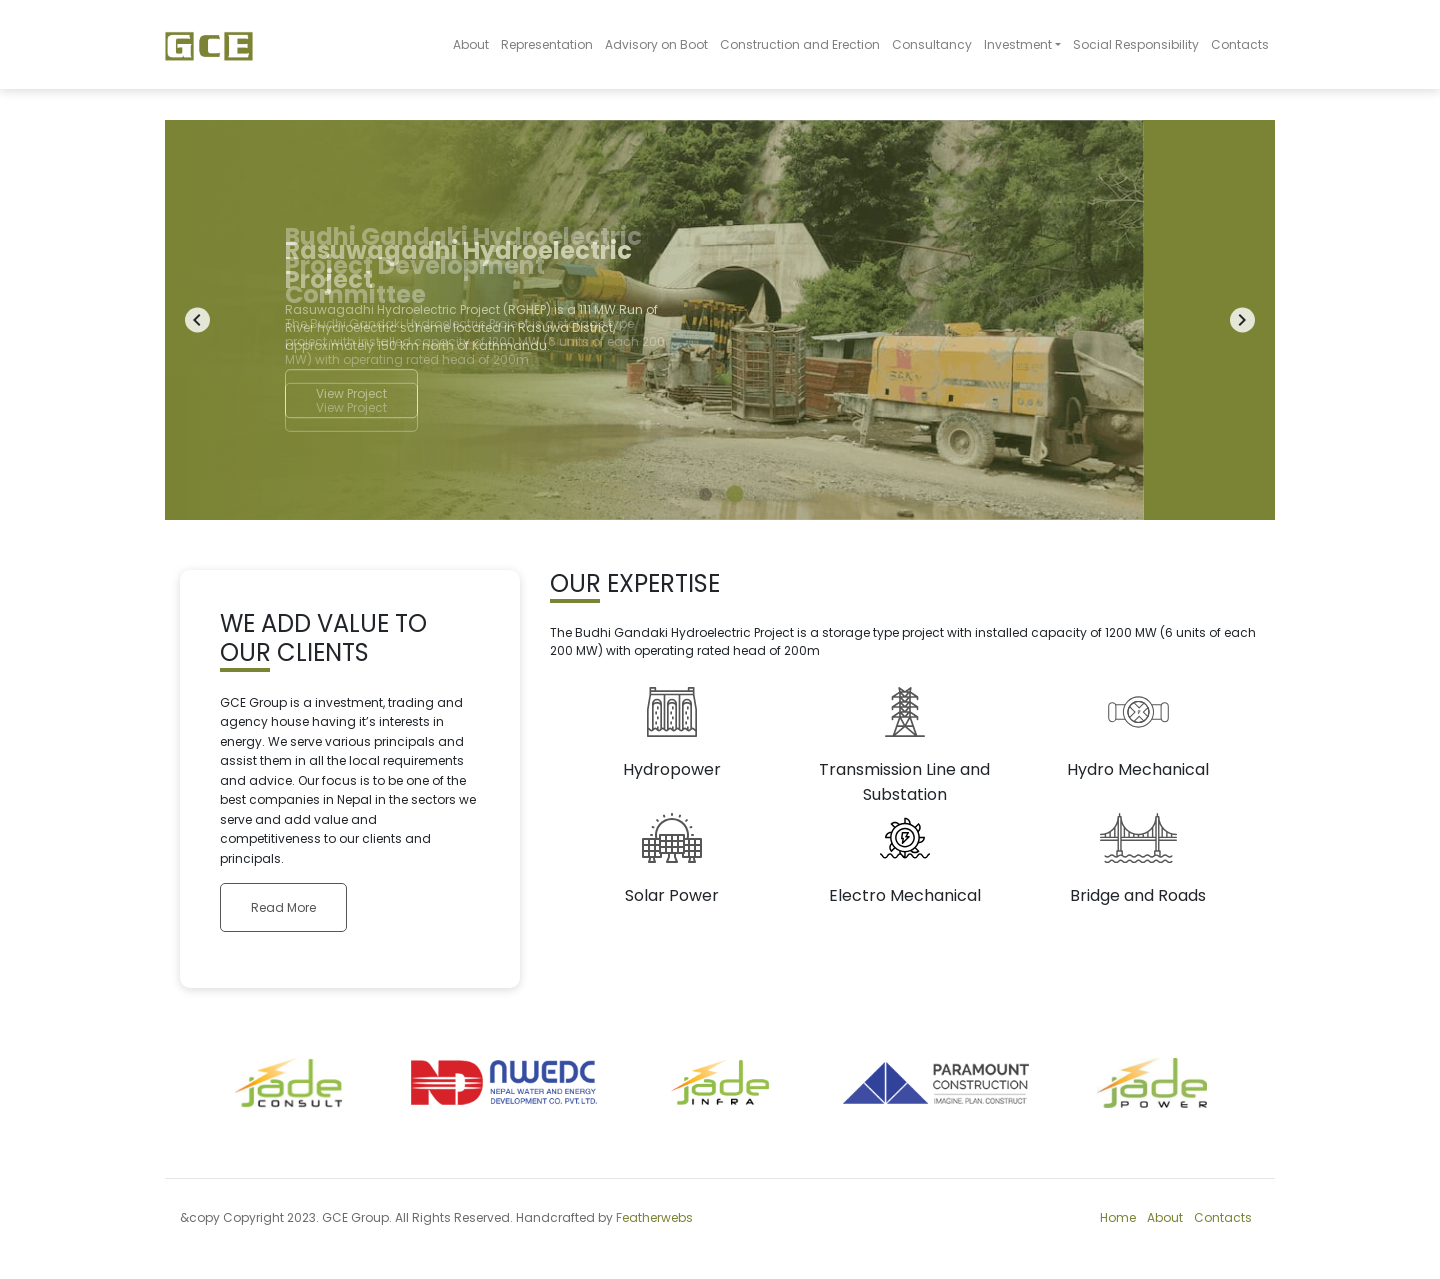 GCE
About Representation Advisory on Boot Construction and Erection Consultancy Investment Social Responsibility Contacts
Budhi Gandaki Hydroelectric
Project Development
Committee
Rasuwagadhi Hydroelectric
Project
Rasuwagadhi Hydroelectric Project (RGHEP) is a 111 MW Run of
River hydroelectric scheme located in Rasuwa District,
approximately 150 km north of Kathmandu.
The Budhi Gandaki Hydroelectric Project is a storage type
project with installed capacity of 1200 MW (6 units of each 200
MW) with operating rated head of 200m
View Project
View Project
WE ADD VALUE TO
OUR CLIENTS
GCE Group is a investment, trading and
agency house having it’s interests in
energy. We serve various principals and
assist them in all the local requirements
and advice. Our focus is to be one of the
best companies in Nepal in the sectors we
serve and add value and
competitiveness to our clients and
principals.
Read More
OUR EXPERTISE
The Budhi Gandaki Hydroelectric Project is a storage type project with installed capacity of 1200 MW (6 units of each
200 MW) with operating rated head of 200m
Hydropower
Transmission Line and
Substation
Hydro Mechanical
Solar Power
Electro Mechanical
Bridge and Roads
jade
CONSULT
NWEDC
NEPAL WATER AND ENERGY
DEVELOPMENT CO. PVT. LTD.
jade
INFRA
PARAMOUNT
CONSTRUCTION
IMAGINE. PLAN. CONSTRUCT
jade
POWER
&copy Copyright 2023. GCE Group. All Rights Reserved. Handcrafted by Featherwebs
Home About Contacts